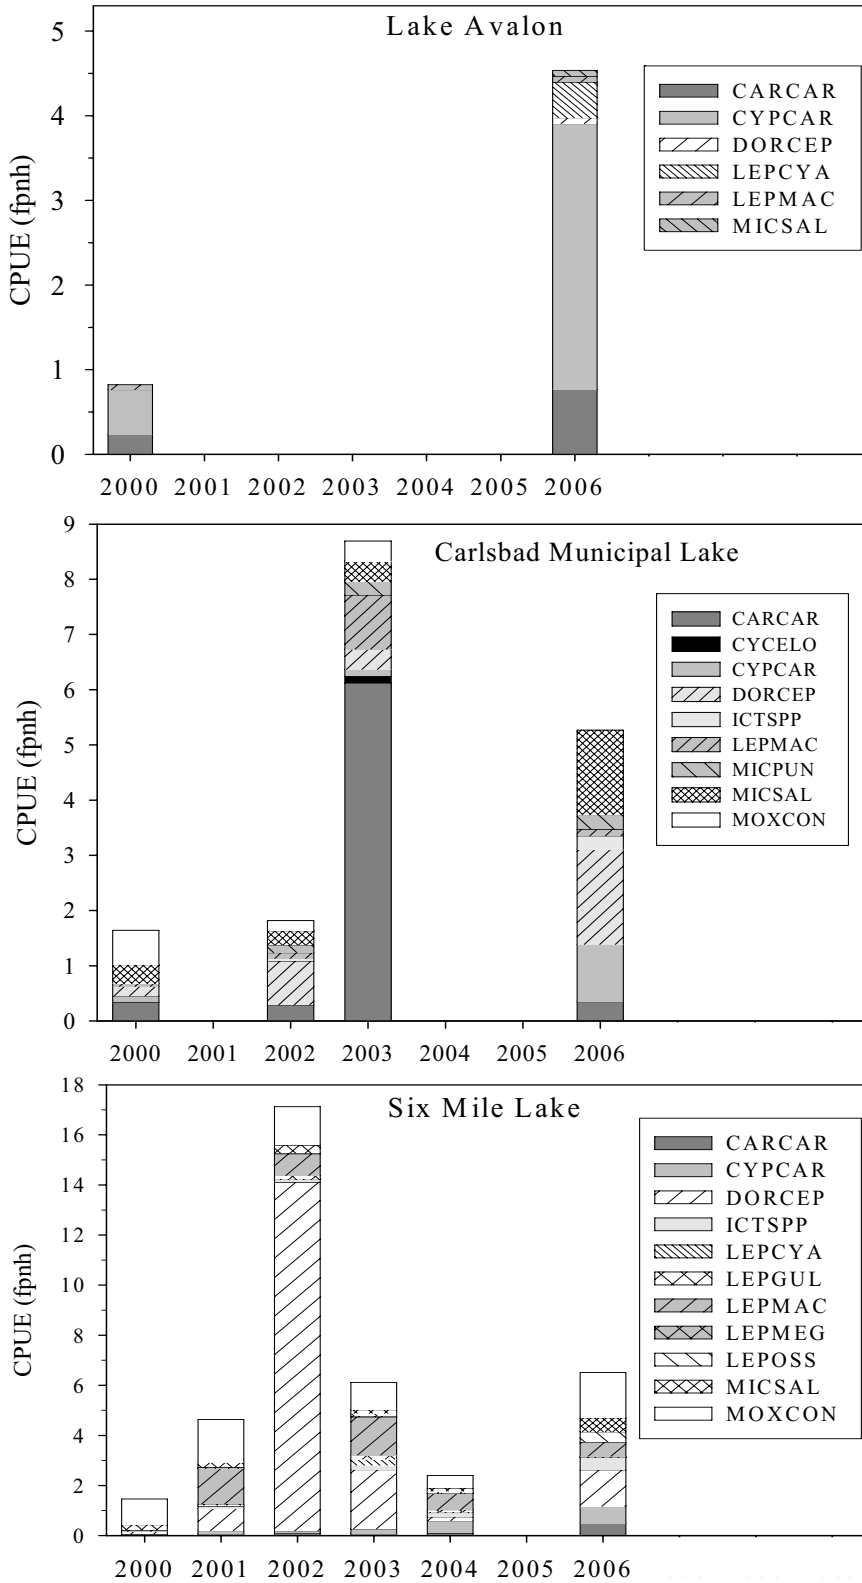 Lake Avalon
CPUE (fpnh)
5
4
3
2
1
0
CARCAR
CYPCAR
DORCEP
LEPCYA
LEPMAC
MICSAL
2000 2001 2002 2003 2004 2005 2006
Carlsbad Municipal Lake
CPUE (fpnh)
9
8
7
6
5
4
3
2
1
0
CARCAR
CYCELO
CYPCAR
DORCEP
ICTSPP
LEPMAC
MICPUN
MICSAL
MOXCON
2000 2001 2002 2003 2004 2005 2006
Six Mile Lake
CPUE (fpnh)
18
16
14
12
10
8
6
4
2
0
CARCAR
CYPCAR
DORCEP
ICTSPP
LEPCYA
LEPGUL
LEPMAC
LEPMEG
LEPOSS
MICSAL
MOXCON
2000 2001 2002 2003 2004 2005 2006